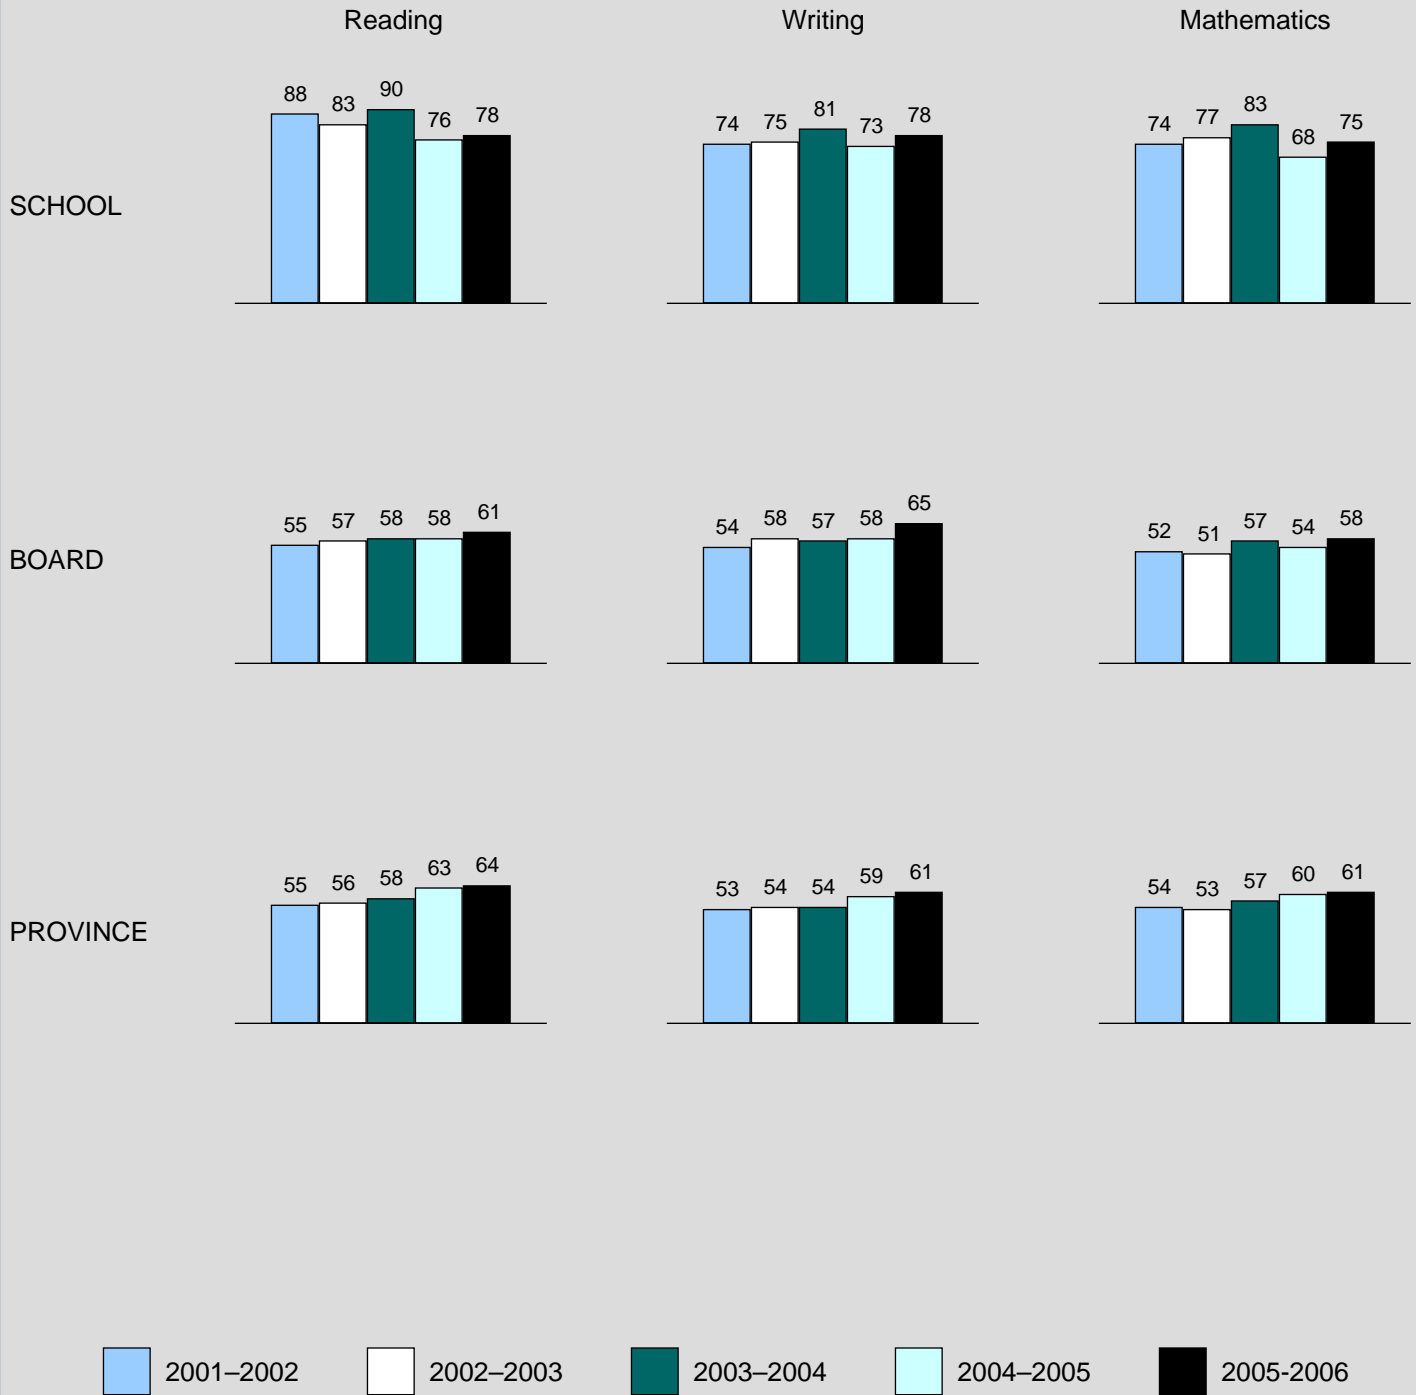 Reading Writing Mathematics
88 83 90 76 78 74 75 81 73 78 74 77 83 68 75
SCHOOL
55 57 58 58 61 54 58 57 58 65 52 51 57 54 58
BOARD
55 56 58 63 64 53 54 54 59 61 54 53 57 60 61
PROVINCE
2001–2002 2002–2003 2003–2004 2004–2005 2005-2006